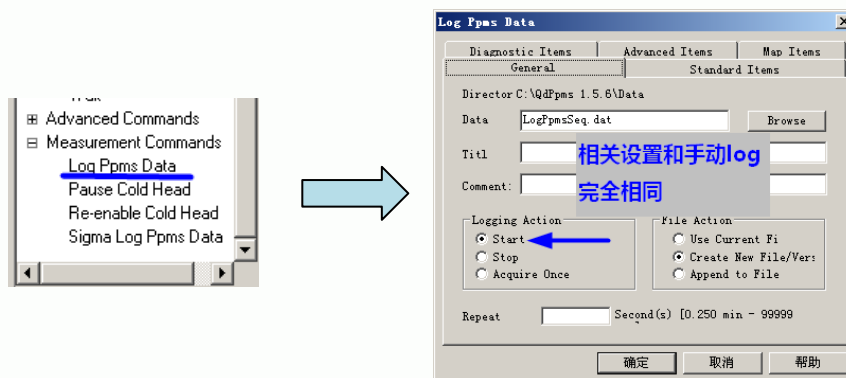 Advanced Commands
Measurement Commands
Log Ppms Data
Pause Cold Head
Re-enable Cold Head
Sigma Log Ppms Data
Log Ppms Data
Diagnostic Items
Advanced Items
Map Items
General
Standard Items
Director C:\QdPpms 1.5.6\Data
Data
LogPpmsSeq.dat
Browse
Titl
相关设置和手动log
完全相同
Comment:
Logging Action
File Action
Start
Use Current Fi
Stop
Create New File/Vers
Acquire Once
Append to File
Repeat
Second(s) [0.250 min - 99999
确定
取消
帮助